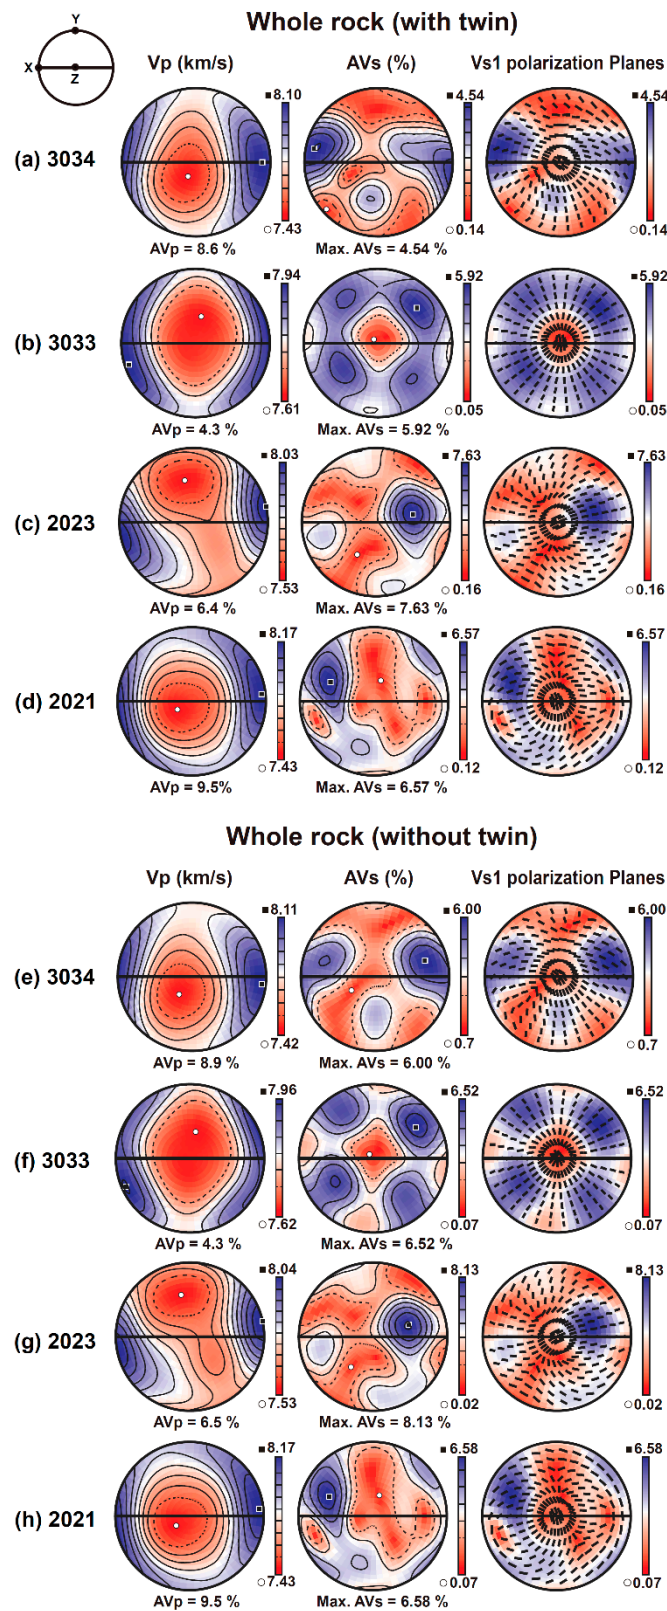 Whole rock (with twin)
Y
X
Z
Vp (km/s) AVs (%) Vs1 polarization Planes
(a) 3034
■8.10 ■4.54 ■4.54
○7.43 ○0.14 ○0.14
AVp = 8.6 % Max. AVs = 4.54 %
(b) 3033
■7.94 ■5.92 ■5.92
○7.61 ○0.05 ○0.05
AVp = 4.3 % Max. AVs = 5.92 %
(c) 2023
■8.03 ■7.63 ■7.63
○7.53 ○0.16 ○0.16
AVp = 6.4 % Max. AVs = 7.63 %
(d) 2021
■8.17 ■6.57 ■6.57
○7.43 ○0.12 ○0.12
AVp = 9.5% Max. AVs = 6.57 %
Whole rock (without twin)
Vp (km/s) AVs (%) Vs1 polarization Planes
(e) 3034
■8.11 ■6.00 ■6.00
○7.42 ○0.7 ○0.7
AVp = 8.9 % Max. AVs = 6.00 %
(f) 3033
■7.96 ■6.52 ■6.52
○7.62 ○0.07 ○0.07
AVp = 4.3 % Max. AVs = 6.52 %
(g) 2023
■8.04 ■8.13 ■8.13
○7.53 ○0.02 ○0.02
AVp = 6.5 % Max. AVs = 8.13 %
(h) 2021
■8.17 ■6.58 ■6.58
○7.43 ○0.07 ○0.07
AVp = 9.5 % Max. AVs = 6.58 %